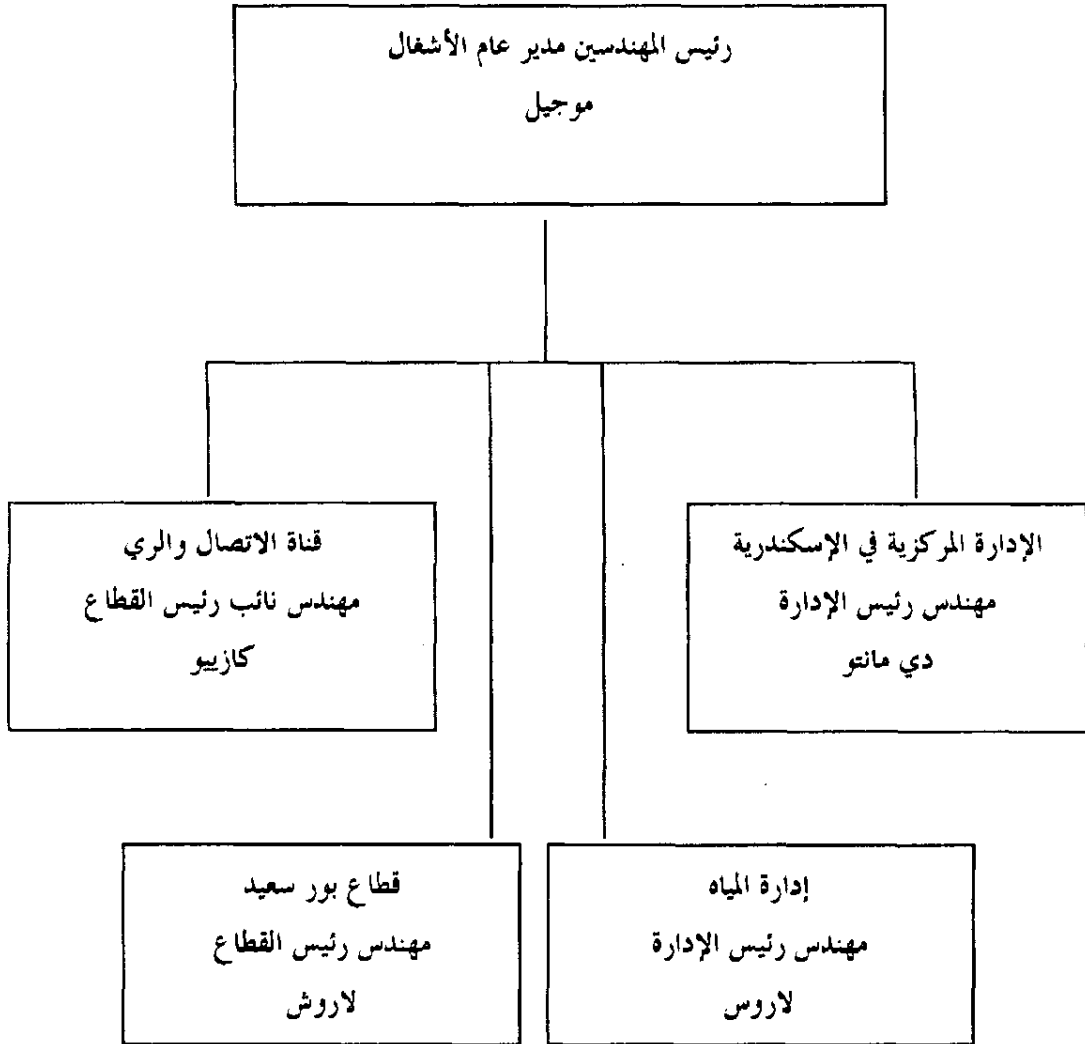 رئيس المهندسين مدير عام الأشغال
موجيل
الإدارة المركزية في الإسكندرية
مهندس رئيس الإدارة
دي مانتو
قناة الاتصال والري
مهندس نائب رئيس القطاع
كازييو
إدارة المياه
مهندس رئيس الإدارة
لاروس
قطاع بور سعيد
مهندس رئيس القطاع
لاروش